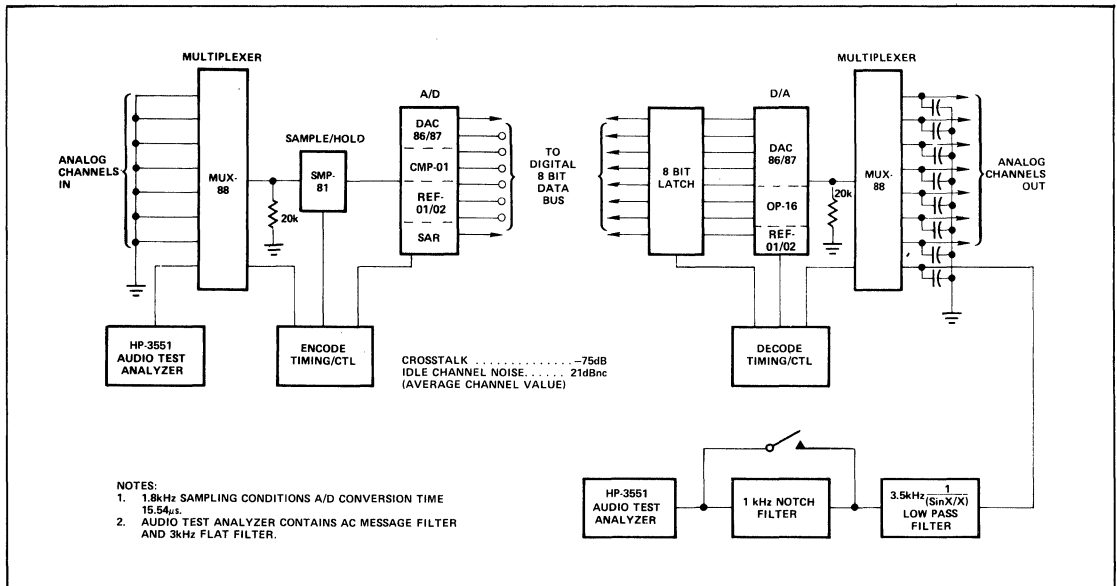 MULTIPLEXER
ANALOG
CHANNELS
IN
MUX-
88
20k
SAMPLE/HOLD
SMP-
81
A/D
DAC
86/87
CMP-01
REF-
01/02
SAR
TO
DIGITAL
8 BIT
DATA
BUS
8 BIT
LATCH
D/A
DAC
86/87
OP-16
REF-
01/02
20k
MULTIPLEXER
MUX-
88
ANALOG
CHANNELS
OUT
HP-3551
AUDIO TEST
ANALYZER
ENCODE
TIMING/CTL
CROSSTALK . . . . . . . . . . . . . . –75dB
IDLE CHANNEL NOISE. . . . . . 21dBnc
(AVERAGE CHANNEL VALUE)
DECODE
TIMING/CTL
NOTES:
1. 1.8kHz SAMPLING CONDITIONS A/D CONVERSION TIME
15.54μs.
2. AUDIO TEST ANALYZER CONTAINS AC MESSAGE FILTER
AND 3kHz FLAT FILTER.
HP-3551
AUDIO TEST
ANALYZER
1 kHz NOTCH
FILTER
3.5kHz 1/(SinX/X)
LOW PASS
FILTER